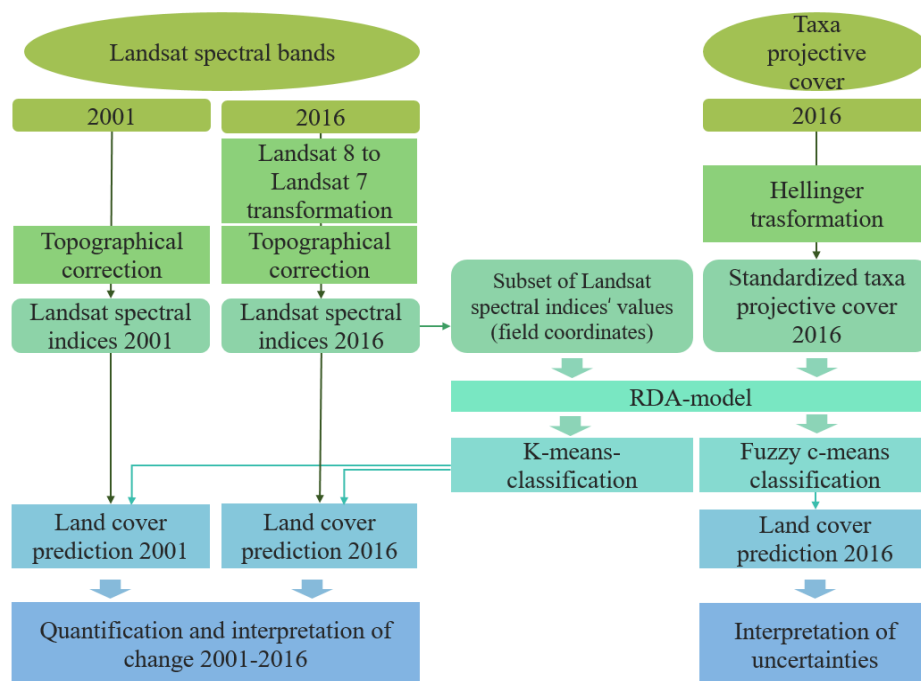 Landsat spectral bands
Taxa
projective
cover
2001
2016
2016
Landsat 8 to
Landsat 7
transformation
Hellinger
trasformation
Topographical
correction
Topographical
correction
Landsat spectral
indices 2001
Landsat spectral
indices 2016
Subset of Landsat
spectral indices' values
(field coordinates)
Standardized taxa
projective cover
2016
RDA-model
K-means-
classification
Fuzzy c-means
classification
Land cover
prediction 2001
Land cover
prediction 2016
Land cover
prediction 2016
Quantification and interpretation of
change 2001-2016
Interpretation of
uncertainties